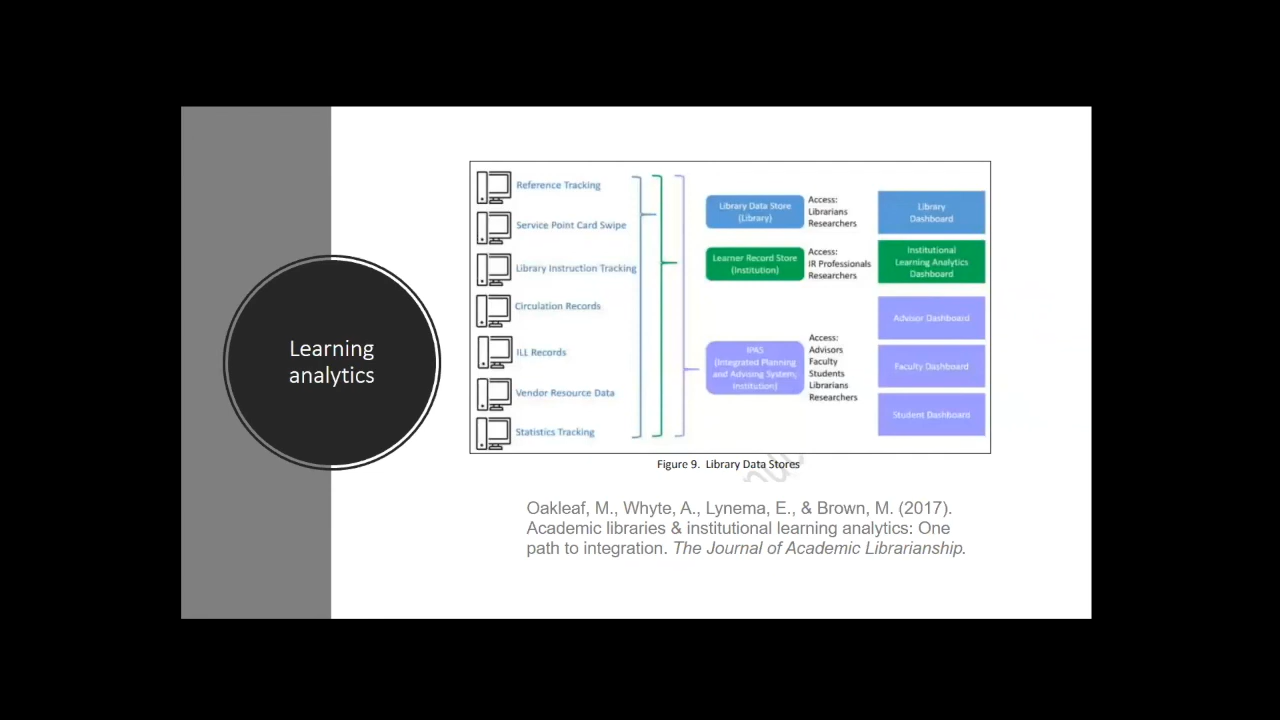 Learning
analytics
Reference Tracking
Service Point Card Swipe
Library Instruction Tracking
Circulation Records
ILL Records
Vendor Resource Data
Statistics Tracking
Library Data Store
(Library)
Access:
Librarians
Researchers
Library
Dashboard
Learner Record Store
(Institution)
Access:
IR Professionals
Researchers
Institutional
Learning Analytics
Dashboard
IPAS
(Integrated Planning
and Advising System,
Institution)
Access:
Advisors
Faculty
Students
Librarians
Researchers
Advisor Dashboard
Faculty Dashboard
Student Dashboard
Figure 9. Library Data Stores
Oakleaf, M., Whyte, A., Lynema, E., & Brown, M. (2017).
Academic libraries & institutional learning analytics: One
path to integration. The Journal of Academic Librarianship.